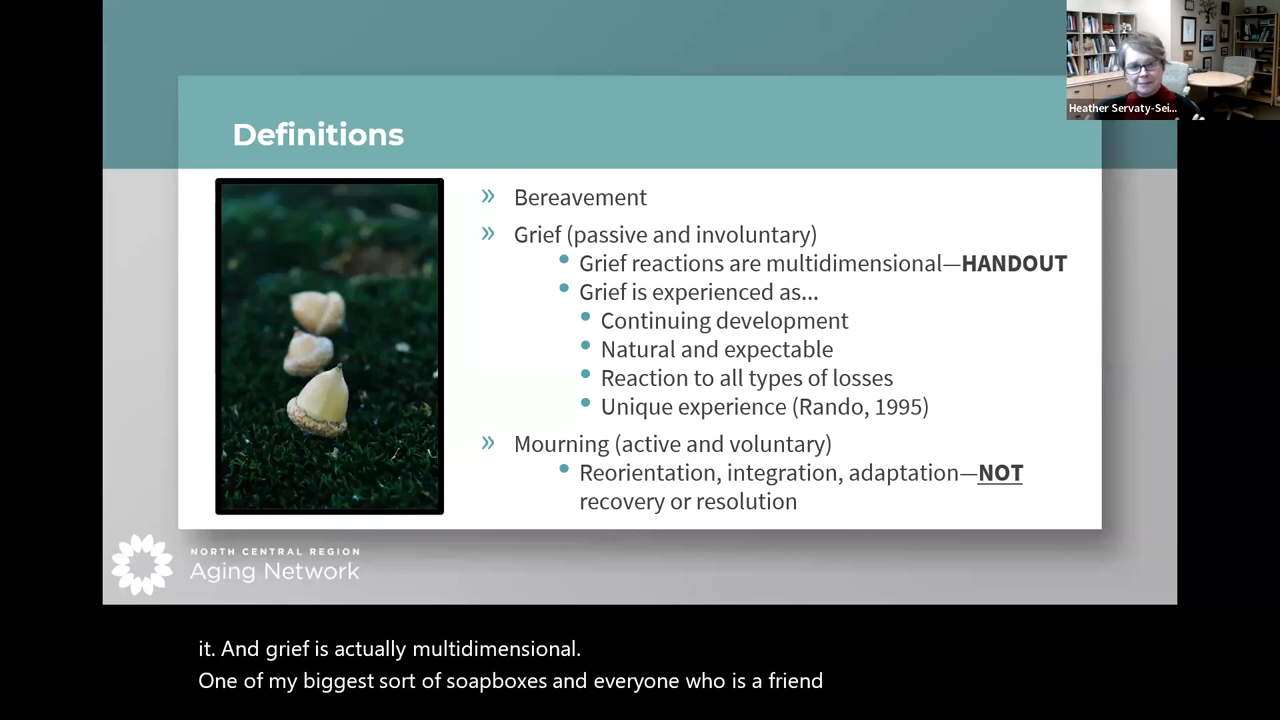 Heather Servaty-Sei...
Definitions
» Bereavement
» Grief (passive and involuntary)
• Grief reactions are multidimensional—HANDOUT
• Grief is experienced as...
• Continuing development
• Natural and expectable
• Reaction to all types of losses
• Unique experience (Rando, 1995)
» Mourning (active and voluntary)
• Reorientation, integration, adaptation—NOT
recovery or resolution
NORTH CENTRAL REGION
Aging Network
it. And grief is actually multidimensional.
One of my biggest sort of soapboxes and everyone who is a friend